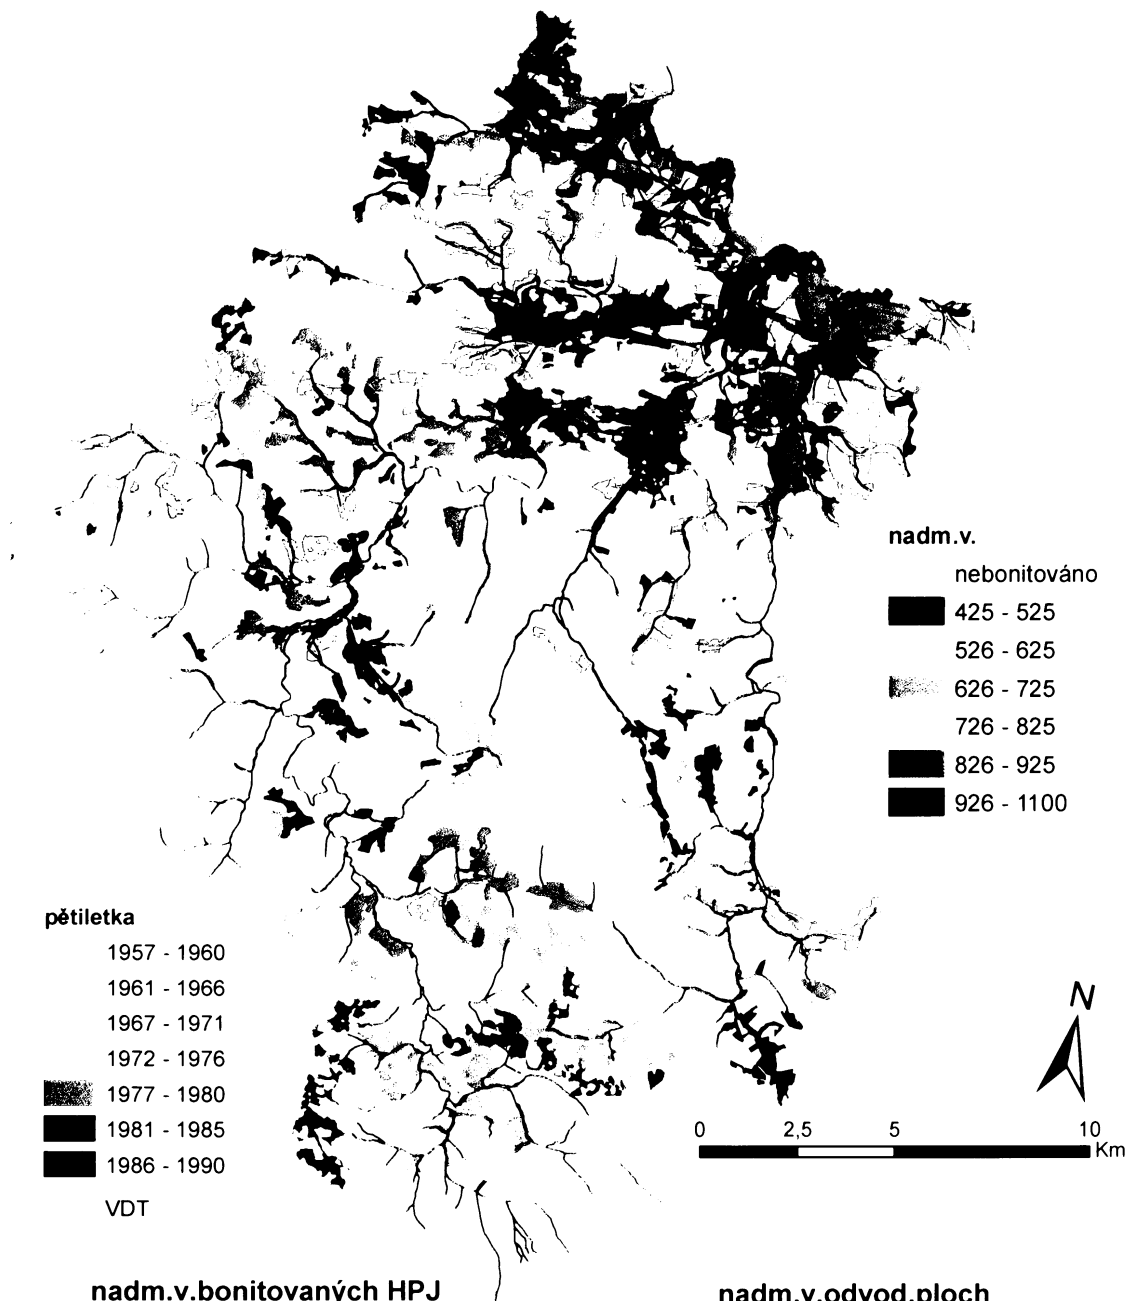 nadm.v.
nebonitováno
425 - 525
526 - 625
626 - 725
726 - 825
826 - 925
926 - 1100
pětiletka
1957 - 1960
1961 - 1966
1967 - 1971
1972 - 1976
1977 - 1980
1981 - 1985
1986 - 1990
VDT
N
0 2,5 5 10
Km
nadm.v.bonitovaných HPJ
nadm.v.odvod.ploch